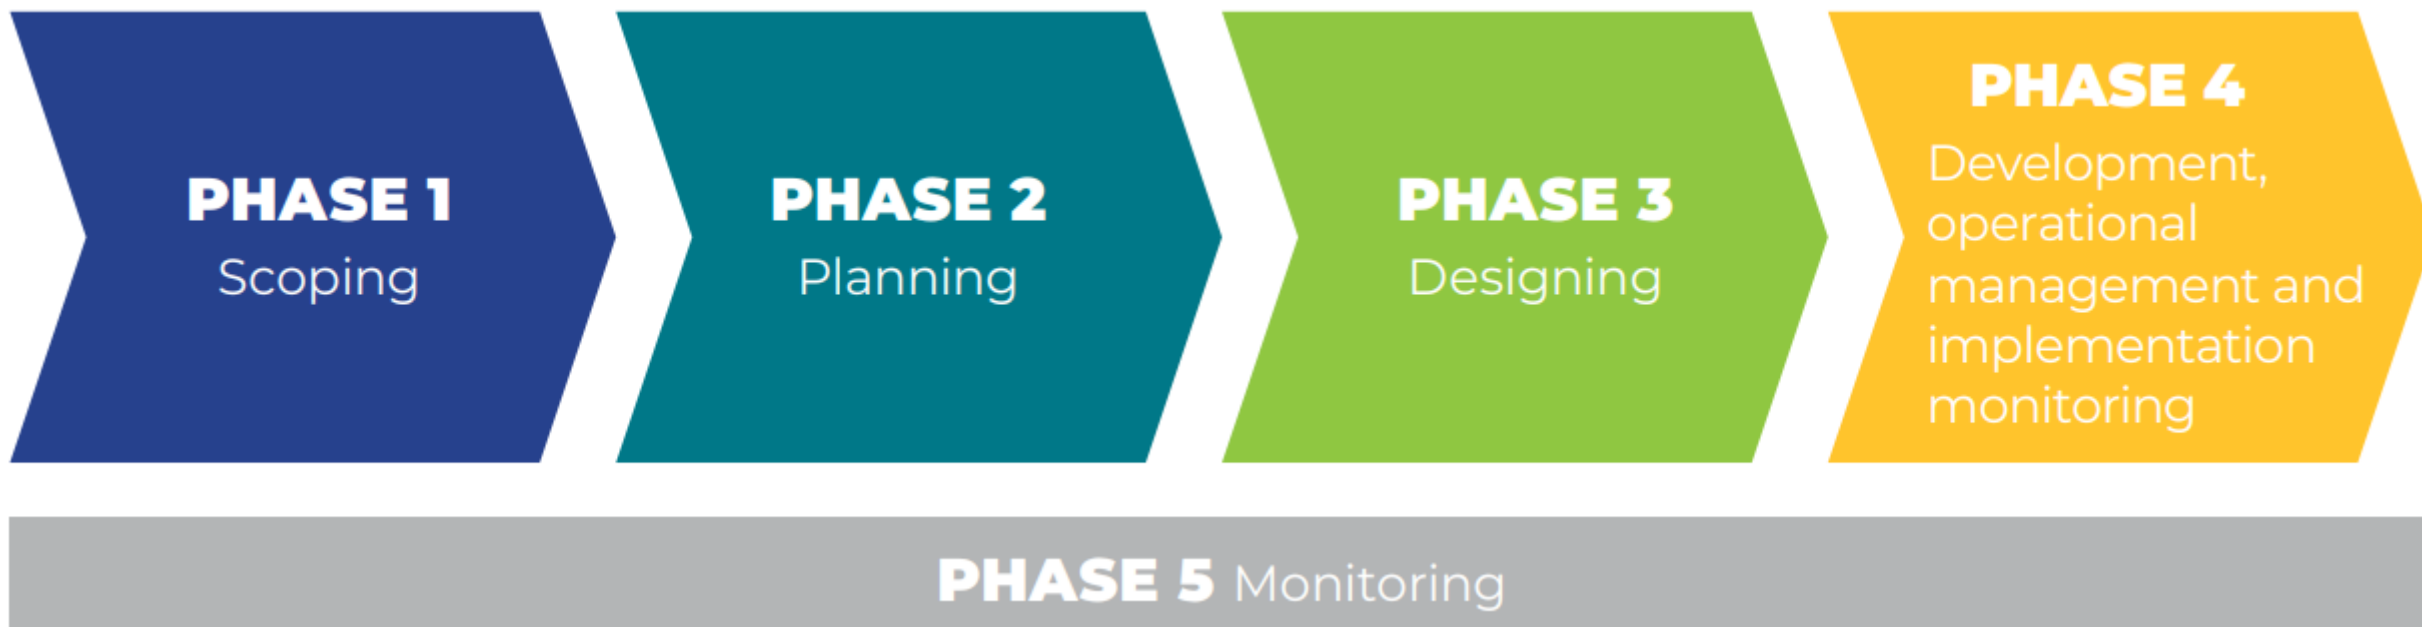 PHASE 1
Scoping
PHASE 2
Planning
PHASE 3
Designing
PHASE 4
Development,
operational
management and
implementation
monitoring
PHASE 5 Monitoring